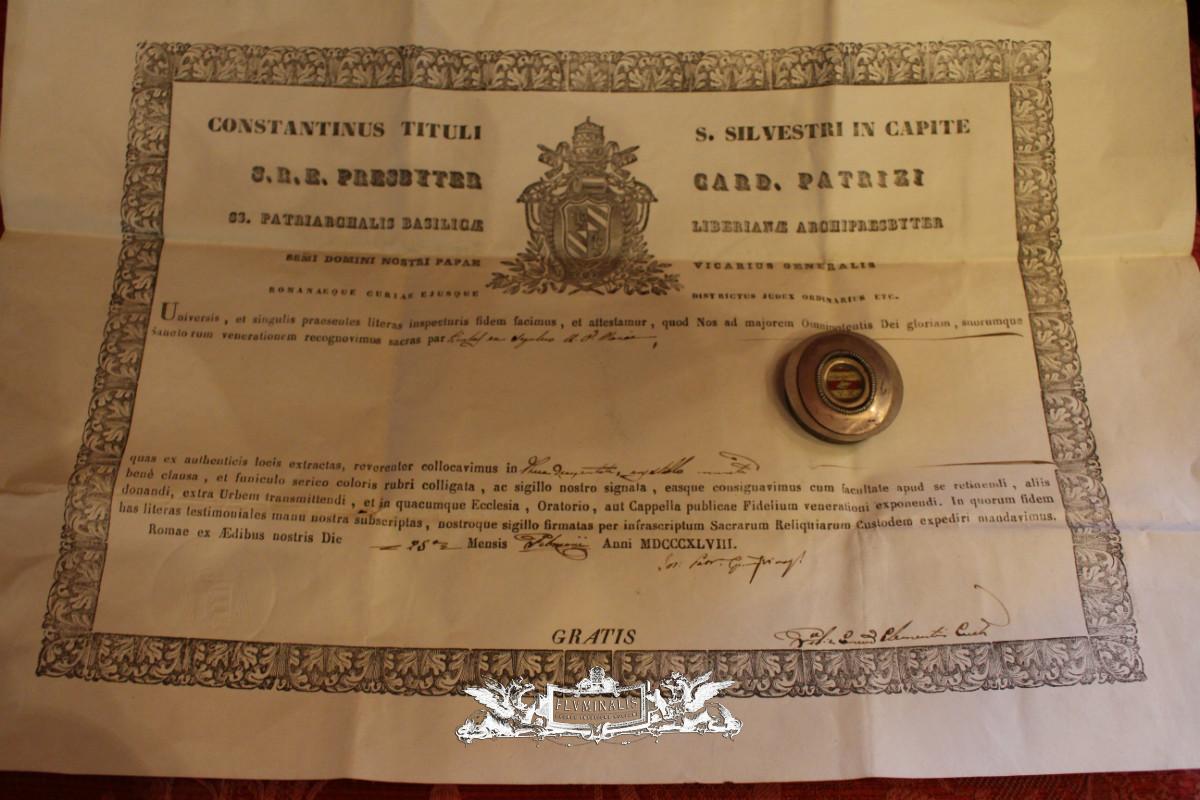 CONSTANTINUS TITULI S. SILVESTRI IN CAPITE
S.R.E. PRESBYTER CARD. PATRIZI
SS. PATRIARCHALIS BASILICÆ LIBERIANÆ ARCHIPRESBYTER
SSMI DOMINI NOSTRI PAPAE VICARIUS GENERALIS
ROMANAEQUE CURIAE EJUSQUE DISTRICTUS JUDEX ORDINARIUS ETC.
Universis, et singulis praesentes literas inspecturis fidem facimus, et attestamur, quod Nos ad majorem Omnipotentis Dei gloriam, suorumque
Sanctorum venerationem recognovimus sacras par
quas ex authenticis locis extractas, reverenter collocavimus in
benè clausa, et funiculo serico coloris rubri colligata, ac sigillo nostro signata, easque consignavimus cum facultate apud se retinendi, aliis
donandi, extra Urbem transmittendi, et in quacumque Ecclesia, Oratorio, aut Cappella publicae Fidelium venerationi exponendi. In quorum fidem
has literas testimoniales manu nostra subscriptas, nostroque sigillo firmatas per infrascriptum Sacrarum Reliquiarum Custodem expediri mandavimus.
Romae ex Ædibus nostris Die Mensis Anni MDCCCXLVIII.
GRATIS
FLVMINALIS